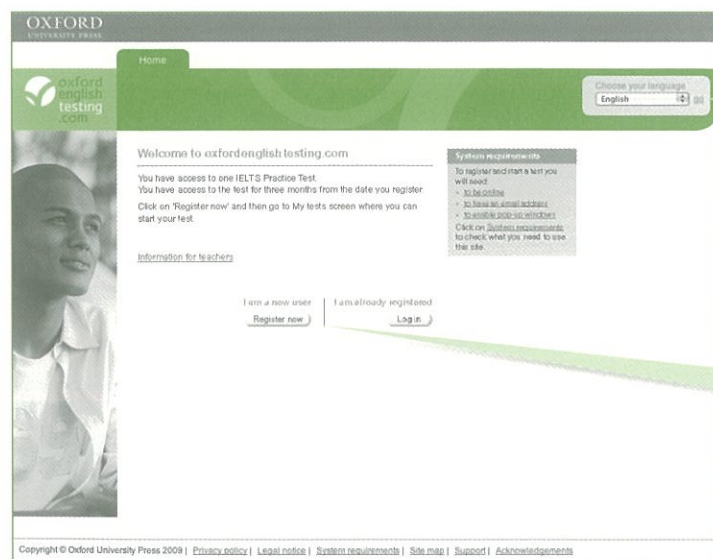 OXFORD
UNIVERSITY PRESS
Home
oxford
english
testing
.com
Choose your language
English
Welcome to oxfordenglishtesting.com
You have access to one IELTS Practice Test.
You have access to the test for three months from the date you register
Click on 'Register now' and then go to My tests screen where you can
start your test
Information for teachers
System requirements
To register and start a test you
will need:
- to be online
- to have an email address
- to enable pop-up windows
Click on System requirements
to check what you need to use
this site.
I am a new user
I am already registered
Register now
Log in
Copyright © Oxford University Press 2009 | Privacy policy | Legal notice | System requirements | Site map | Support | Acknowledgements